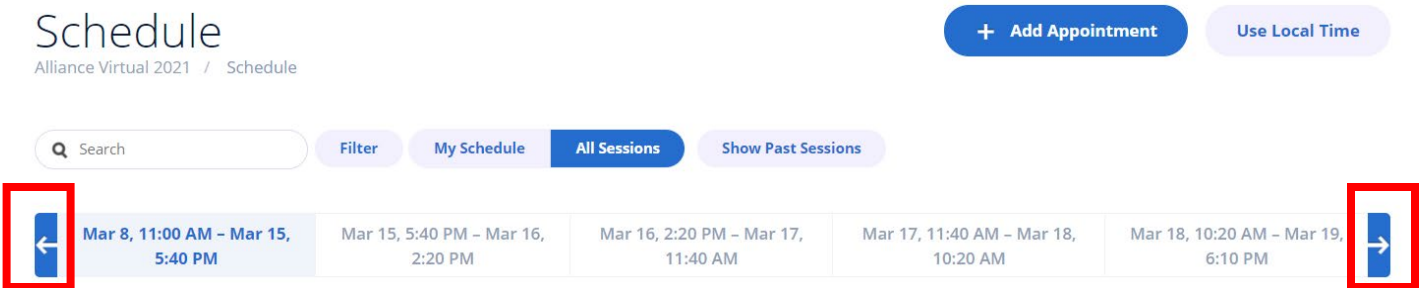 Schedule
+ Add Appointment
Use Local Time
Alliance Virtual 2021 / Schedule
Search
Filter
My Schedule
All Sessions
Show Past Sessions
Mar 8, 11:00 AM – Mar 15,
5:40 PM
Mar 15, 5:40 PM – Mar 16,
2:20 PM
Mar 16, 2:20 PM – Mar 17,
11:40 AM
Mar 17, 11:40 AM – Mar 18,
10:20 AM
Mar 18, 10:20 AM – Mar 19,
6:10 PM